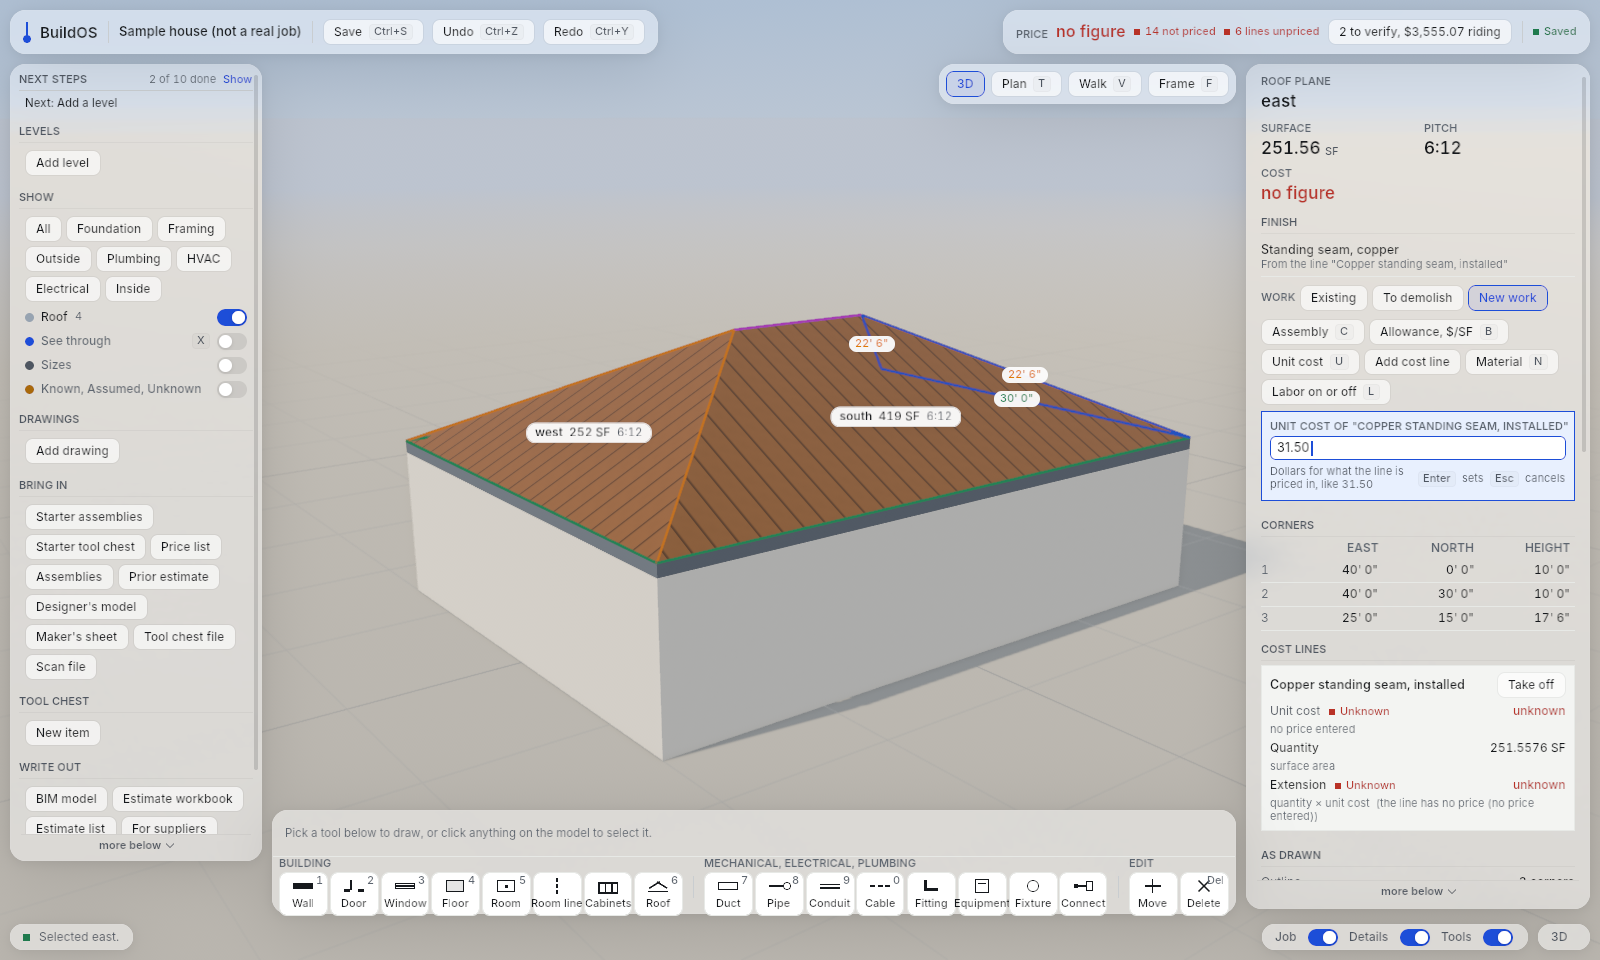 BuildOS
Sample house (not a real job)
Save Ctrl+S
Undo Ctrl+Z
Redo Ctrl+Y
PRICE no figure
14 not priced
6 lines unpriced
2 to verify, $3,555.07 riding
Saved
3D
Plan T
Walk V
Frame F
NEXT STEPS 2 of 10 done Show
Next: Add a level
LEVELS
Add level
SHOW
All Foundation Framing
Outside Plumbing HVAC
Electrical Inside
Roof 4
See through X
Sizes
Known, Assumed, Unknown
DRAWINGS
Add drawing
BRING IN
Starter assemblies
Starter tool chest Price list
Assemblies Prior estimate
Designer's model
Maker's sheet Tool chest file
Scan file
TOOL CHEST
New item
WRITE OUT
BIM model Estimate workbook
Estimate list For suppliers
more below
22' 6"
22' 6"
30' 0"
south 419 SF 6:12
west 252 SF 6:12
Pick a tool below to draw, or click anything on the model to select it.
BUILDING
1 2 3 4 5 6
Wall Door Window Floor Room Room line Cabinets Roof
MECHANICAL, ELECTRICAL, PLUMBING
7 8 9 0
Duct Pipe Conduit Cable Fitting Equipment Fixture Connect
EDIT
Del
Move Delete
ROOF PLANE
east
SURFACE PITCH
251.56 SF 6:12
COST
no figure
FINISH
Standing seam, copper
From the line "Copper standing seam, installed"
WORK Existing To demolish New work
Assembly C Allowance, $/SF B
Unit cost U Add cost line Material N
Labor on or off L
UNIT COST OF "COPPER STANDING SEAM, INSTALLED"
31.50
Dollars for what the line is
priced in, like 31.50
Enter sets Esc cancels
CORNERS
EAST NORTH HEIGHT
1 40' 0" 0' 0" 10' 0"
2 40' 0" 30' 0" 10' 0"
3 25' 0" 15' 0" 17' 6"
COST LINES
Copper standing seam, installed Take off
Unit cost Unknown unknown
no price entered
Quantity 251.5576 SF
surface area
Extension Unknown unknown
quantity × unit cost (the line has no price (no price
entered))
AS DRAWN
Outline 3 corners
more below
Selected east.
Job Details Tools 3D